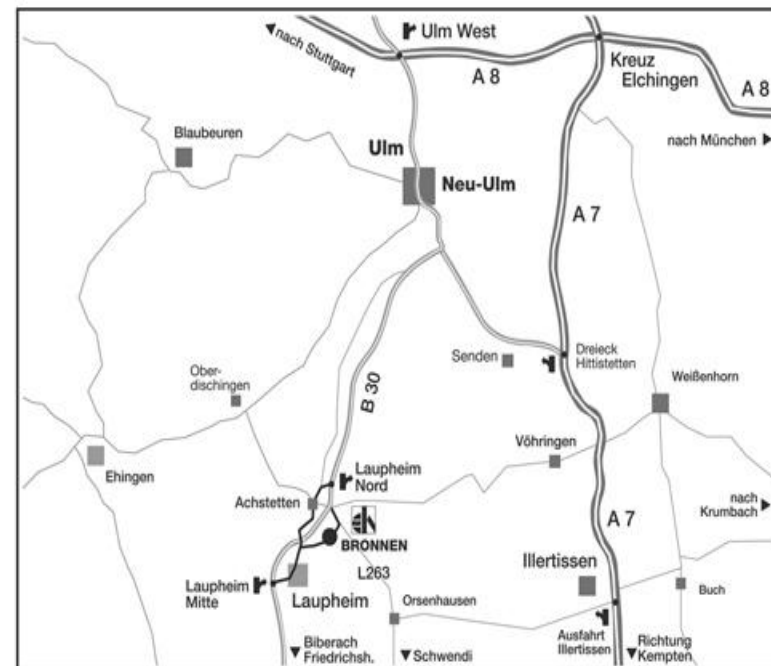 nach Stuttgart
Ulm West
A 8
Kreuz
Elchingen
A 8
nach München
Blaubeuren
Ulm
Neu-Ulm
A 7
Senden
Dreieck
Hittistetten
Ober-
dischingen
B 30
Weißenhorn
Ehingen
Vöhringen
Laupheim
Nord
Achstetten
nach
Krumbach
A 7
BRONNEN
Illertissen
L263
Laupheim
Mitte
Laupheim
Orsenhausen
Buch
Ausfahrt
Illertissen
Biberach
Friedrichsh.
Schwendi
Richtung
Kempten